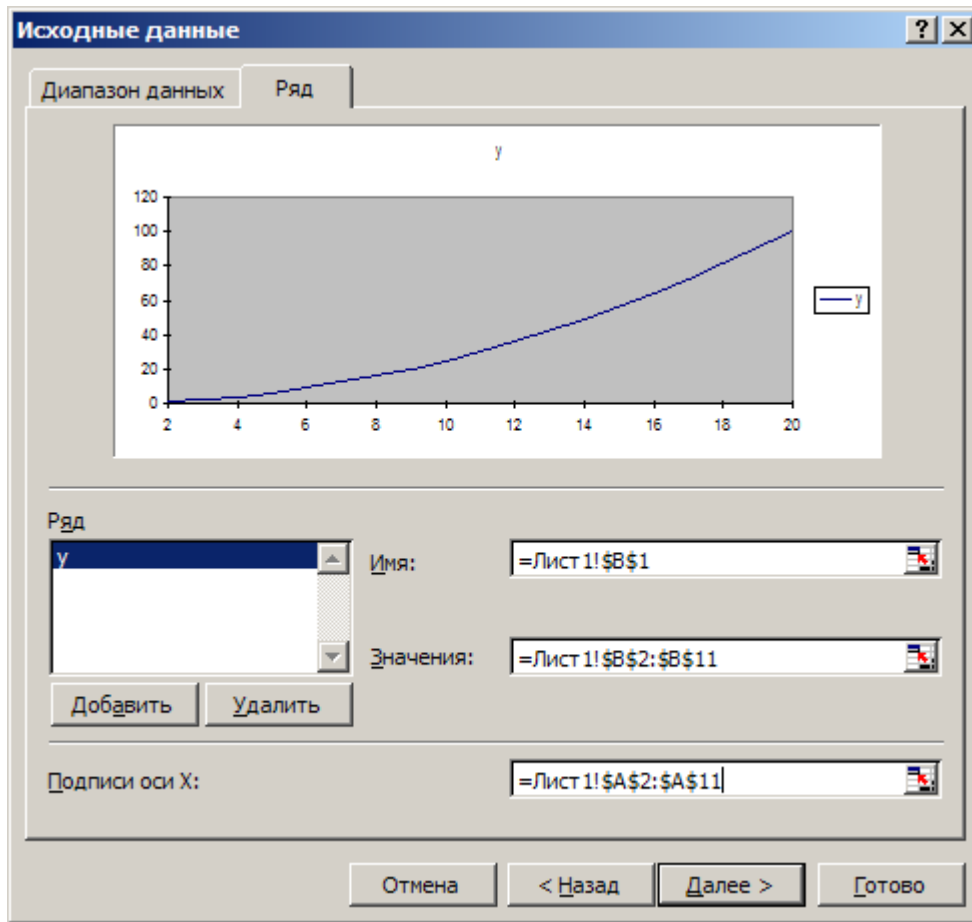 Исходные данные
Диапазон данных Ряд
y
120
100
80
60
40
20
0
2 4 6 8 10 12 14 16 18 20
y
Ряд
y
Имя: =Лист1!$B$1
Значения: =Лист1!$B$2:$B$11
Добавить Удалить
Подписи оси X: =Лист1!$A$2:$A$11
Отмена < Назад Далее > Готово